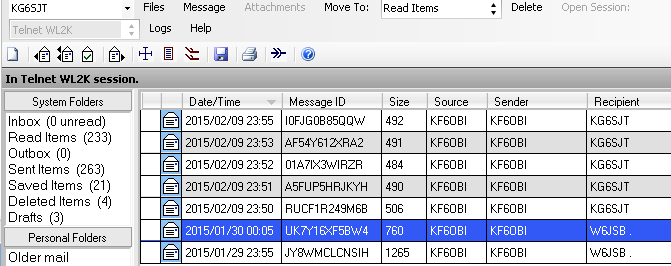 KG6SJT Files Message Attachments Move To: Read Items Delete Open Session:
Telnet WL2K Logs Help
In Telnet WL2K session.
System Folders
Inbox (0 unread)
Read Items (233)
Outbox (0)
Sent Items (263)
Saved Items (21)
Deleted Items (4)
Drafts (3)
Personal Folders
Older mail
Date/Time Message ID Size Source Sender Recipient
2015/02/09 23:55 I0FJG0B85QQW 492 KF6OBI KF6OBI KG6SJT
2015/02/09 23:53 AF54Y61ZXRA2 491 KF6OBI KF6OBI KG6SJT
2015/02/09 23:52 01A7IX3WIRZR 484 KF6OBI KF6OBI KG6SJT
2015/02/09 23:51 A5FUP5HRJKYH 490 KF6OBI KF6OBI KG6SJT
2015/02/09 23:50 RUCF1R249M6B 506 KF6OBI KF6OBI KG6SJT
2015/01/30 00:05 UK7Y16XF5BW4 760 KF6OBI KF6OBI W6JSB .
2015/01/29 23:55 JY8WMCLCNSIH 1265 KF6OBI KF6OBI W6JSB .